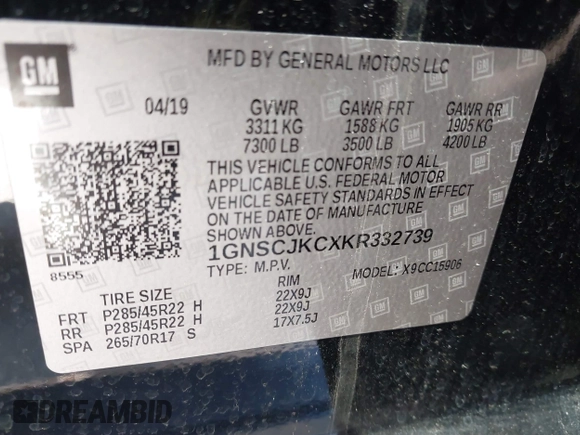 GM
MFD BY GENERAL MOTORS LLC
04/19 GVWR GAWR FRT GAWR RR
3311 KG 1588 KG 1905 KG
7300 LB 3500 LB 4200 LB
THIS VEHICLE CONFORMS TO ALL
APPLICABLE U.S. FEDERAL MOTOR
VEHICLE SAFETY STANDARDS IN EFFECT
ON THE DATE OF MANUFACTURE
SHOWN ABOVE.
1GNSCJKCXKR332739
8555
TYPE: M.P.V. MODEL: X9CC15906
TIRE SIZE RIM
FRT P285/45R22 H 22X9J
RR P285/45R22 H 22X9J
SPA 265/70R17 S 17X7.5J
DREAMBID